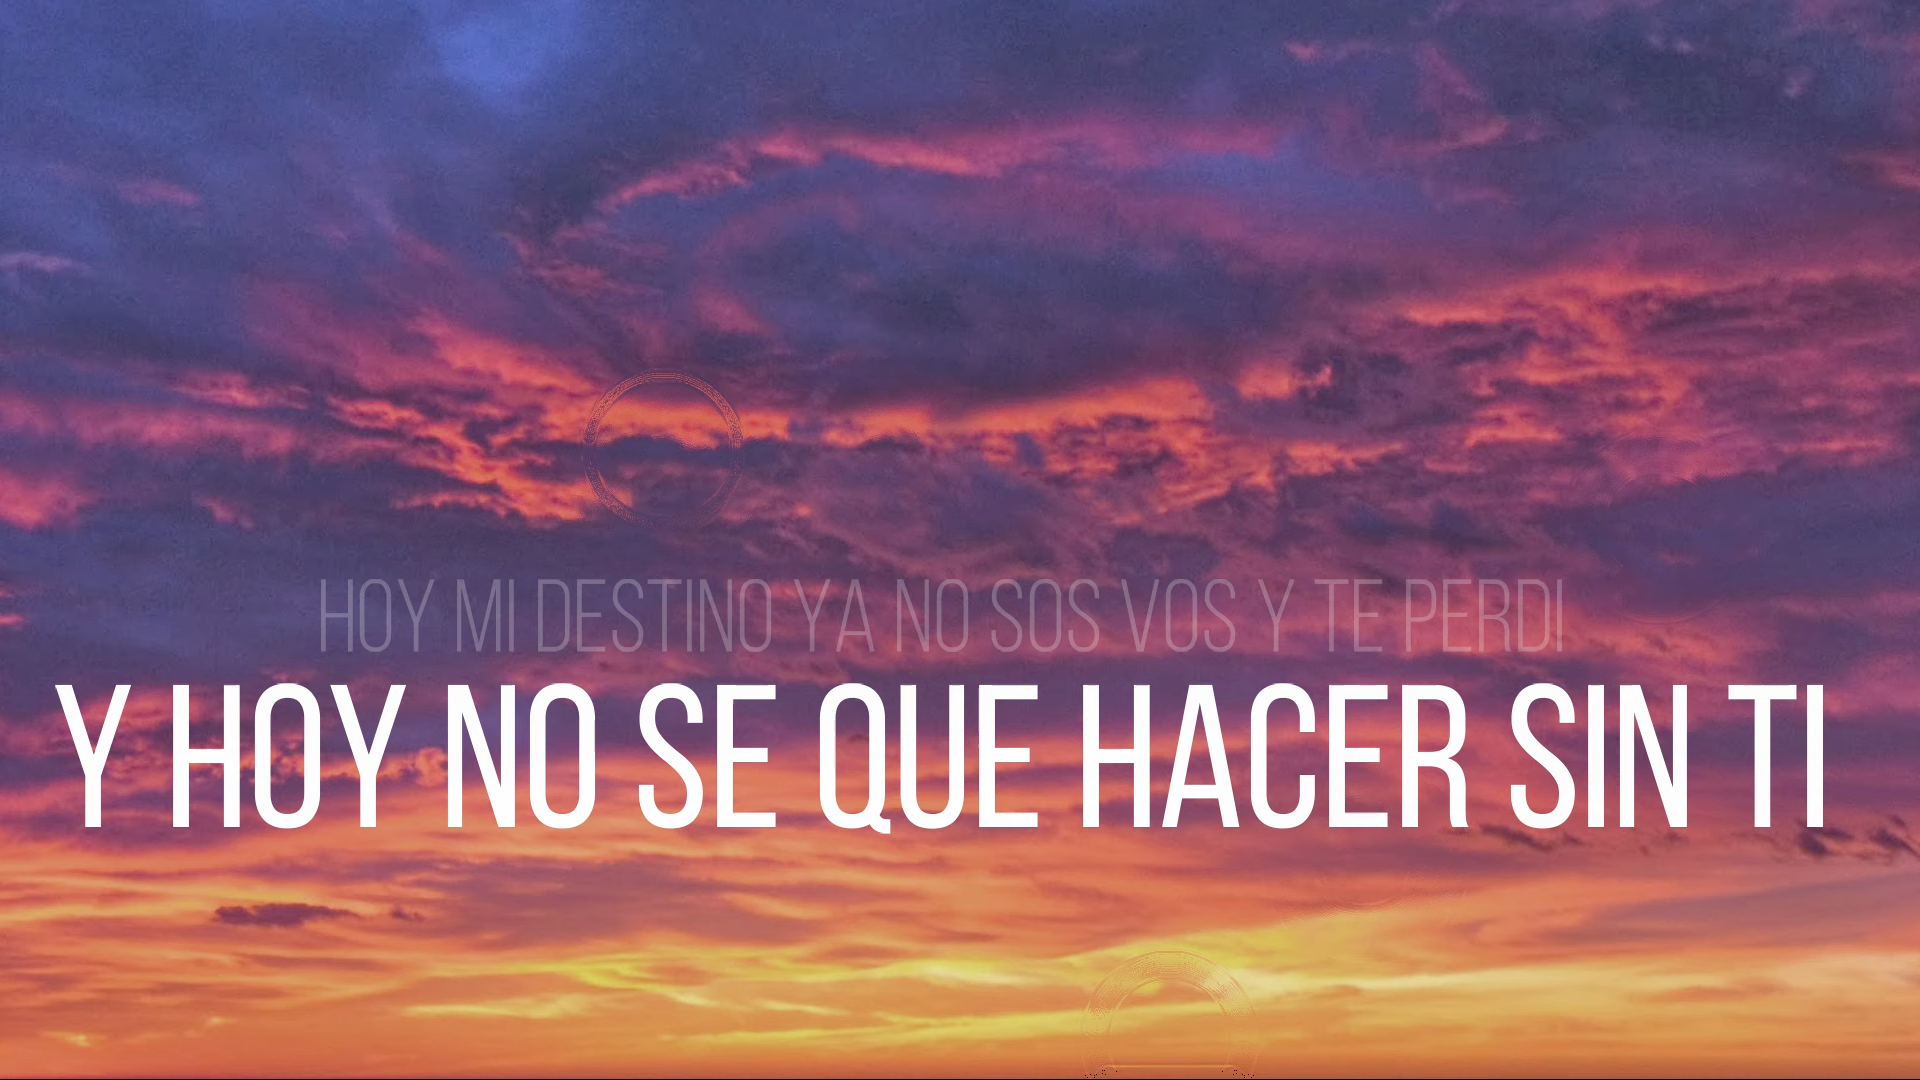 HOY MI DESTINO YA NO SOS VOS Y TE PERDI
Y HOY NO SE QUE HACER SIN TI